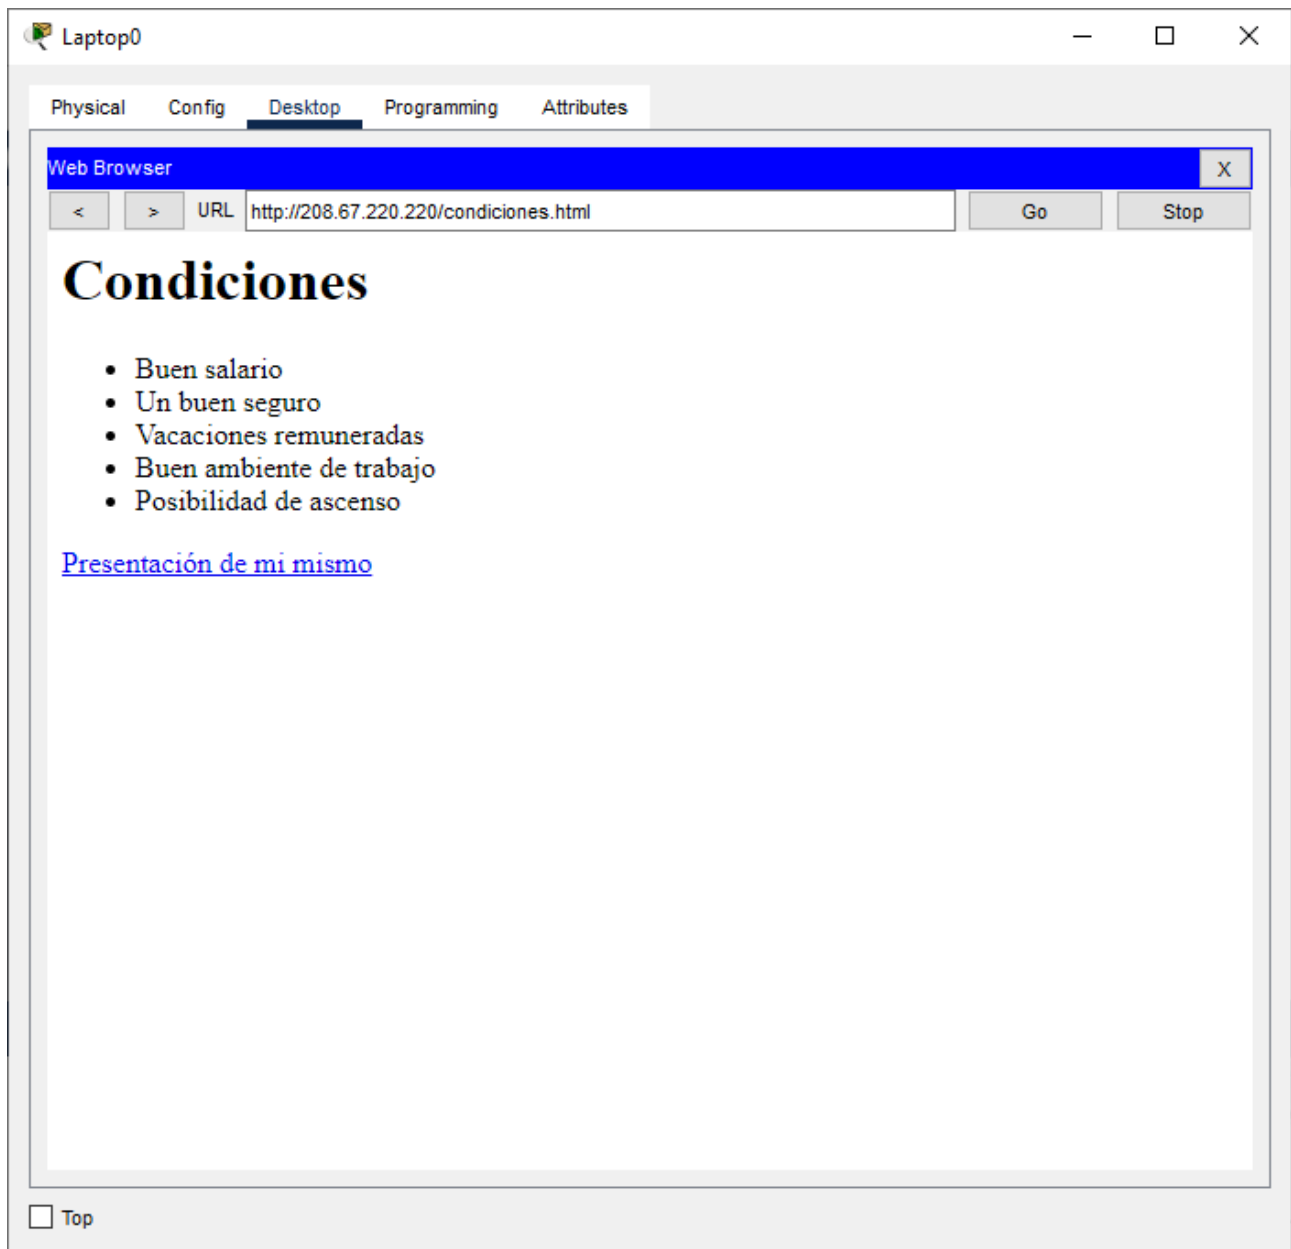 Laptop0
Physical Config Desktop Programming Attributes
Web Browser X
< > URL http://208.67.220.220/condiciones.html Go Stop
Condiciones
• Buen salario
• Un buen seguro
• Vacaciones remuneradas
• Buen ambiente de trabajo
• Posibilidad de ascenso
Presentación de mi mismo
Top